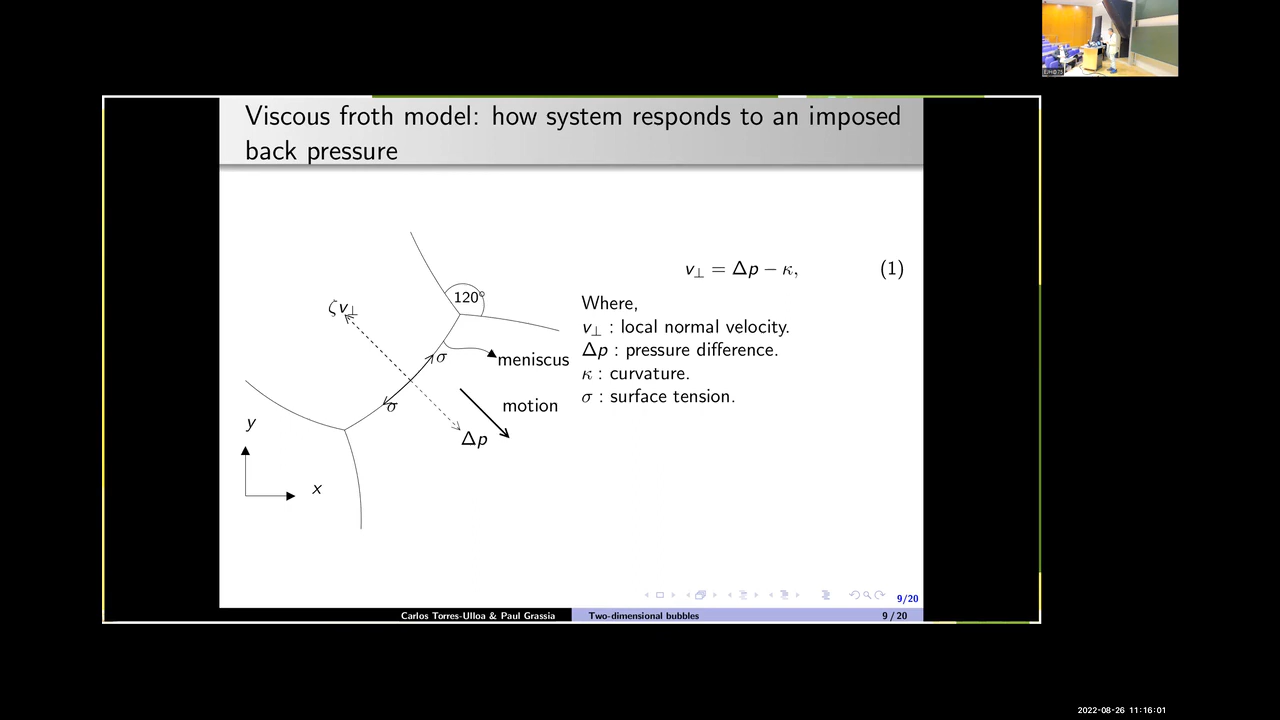 Viscous froth model: how system responds to an imposed
back pressure
120°
ζv⊥
σ
meniscus
σ
motion
Δp
y
x
v⊥ = Δp − κ, (1)
Where,
v⊥ : local normal velocity.
Δp : pressure difference.
κ : curvature.
σ : surface tension.
9/20
Carlos Torres-Ulloa & Paul Grassia Two-dimensional bubbles 9 / 20
2022-08-26 11:16:01